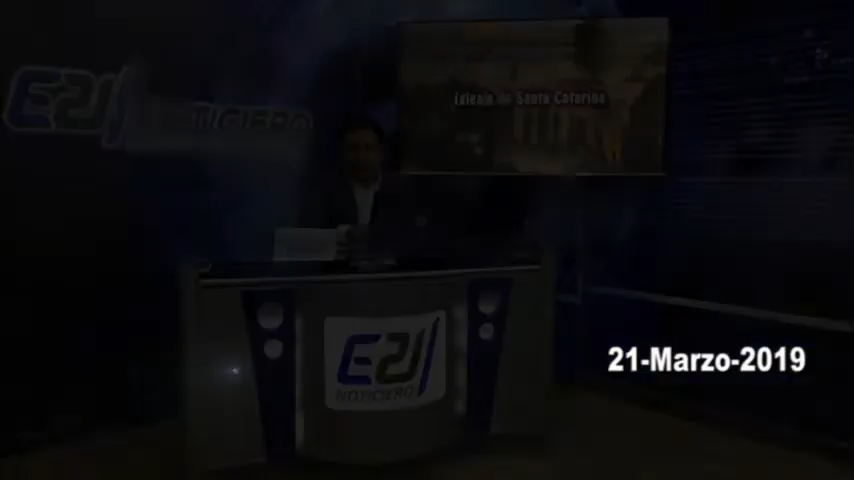 E21
NOTICIERO
Iglesia de Santa Catarina
E21
NOTICIERO
21-Marzo-2019